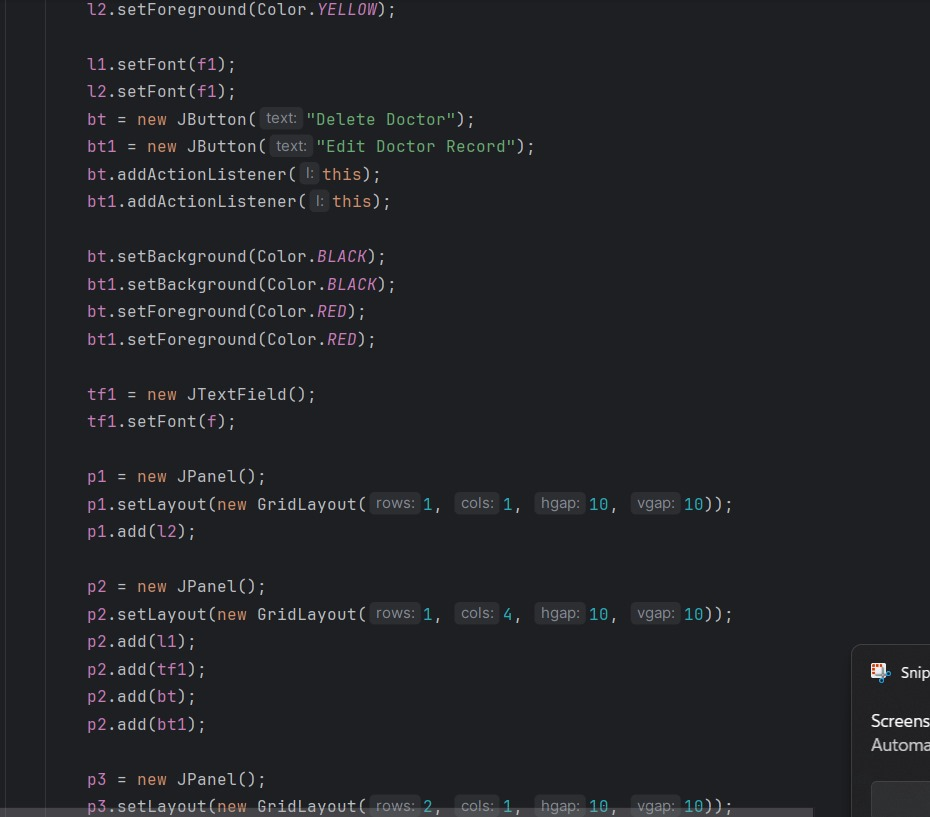 l2.setForeground(Color.YELLOW);
l1.setFont(f1);
l2.setFont(f1);
bt = new JButton( text: "Delete Doctor");
bt1 = new JButton( text: "Edit Doctor Record");
bt.addActionListener( l: this);
bt1.addActionListener( l: this);
bt.setBackground(Color.BLACK);
bt1.setBackground(Color.BLACK);
bt.setForeground(Color.RED);
bt1.setForeground(Color.RED);
tf1 = new JTextField();
tf1.setFont(f);
p1 = new JPanel();
p1.setLayout(new GridLayout( rows: 1, cols: 1, hgap: 10, vgap: 10));
p1.add(l2);
p2 = new JPanel();
p2.setLayout(new GridLayout( rows: 1, cols: 4, hgap: 10, vgap: 10));
p2.add(l1);
p2.add(tf1);
p2.add(bt);
p2.add(bt1);
p3 = new JPanel();
p3.setLayout(new GridLayout( rows: 2, cols: 1, hgap: 10, vgap: 10));
Snip
Screens
Automa